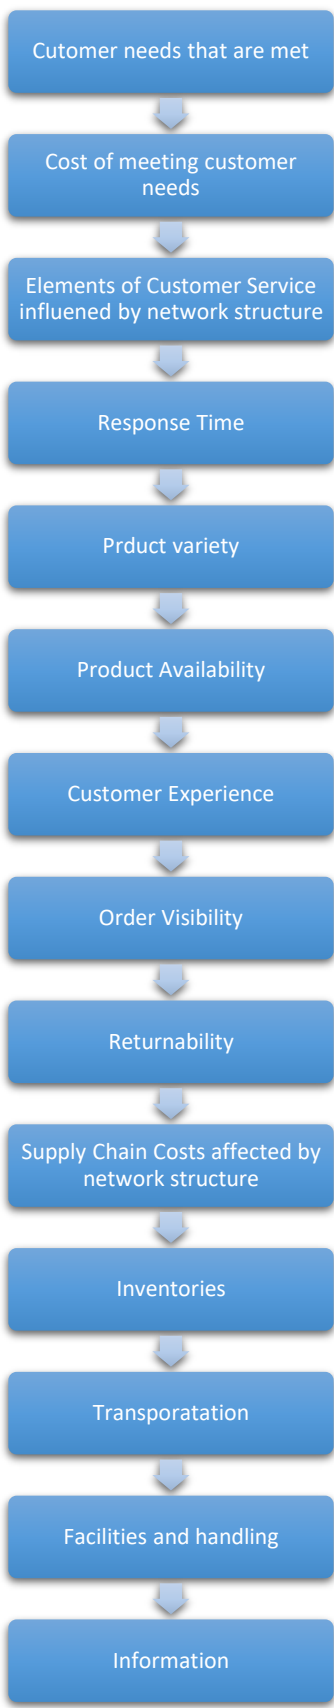 Cutomer needs that are met
Cost of meeting customer
needs
Elements of Customer Service
influened by network structure
Response Time
Prduct variety
Product Availability
Customer Experience
Order Visibility
Returnability
Supply Chain Costs affected by
network structure
Inventories
Transporatation
Facilities and handling
Information